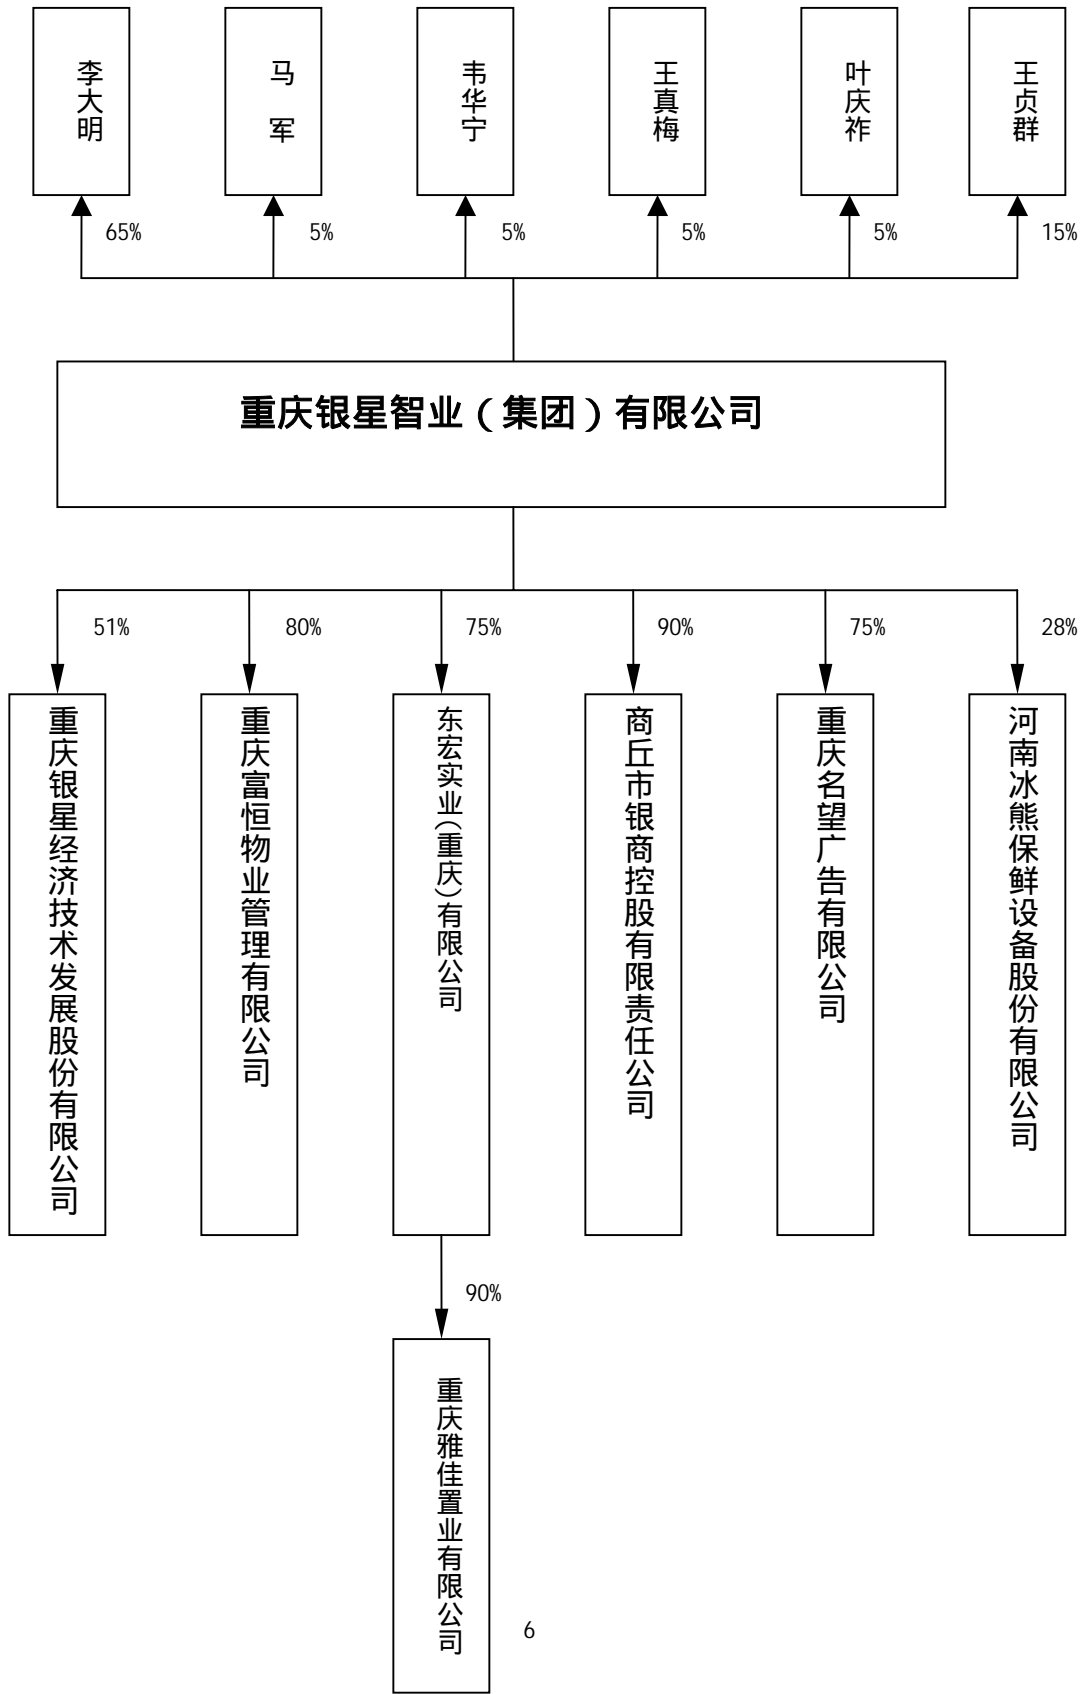 李大明
马 军
韦华宁
王真梅
叶庆祚
王贞群
65%
5%
5%
5%
5%
15%
重庆银星智业（集团）有限公司
51%
80%
75%
90%
75%
28%
重庆银星经济技术发展股份有限公司
重庆富恒物业管理有限公司
东宏实业（重庆）有限公司
商丘市银商控股有限责任公司
重庆名望广告有限公司
河南冰熊保鲜设备股份有限公司
90%
重庆雅佳置业有限公司
6